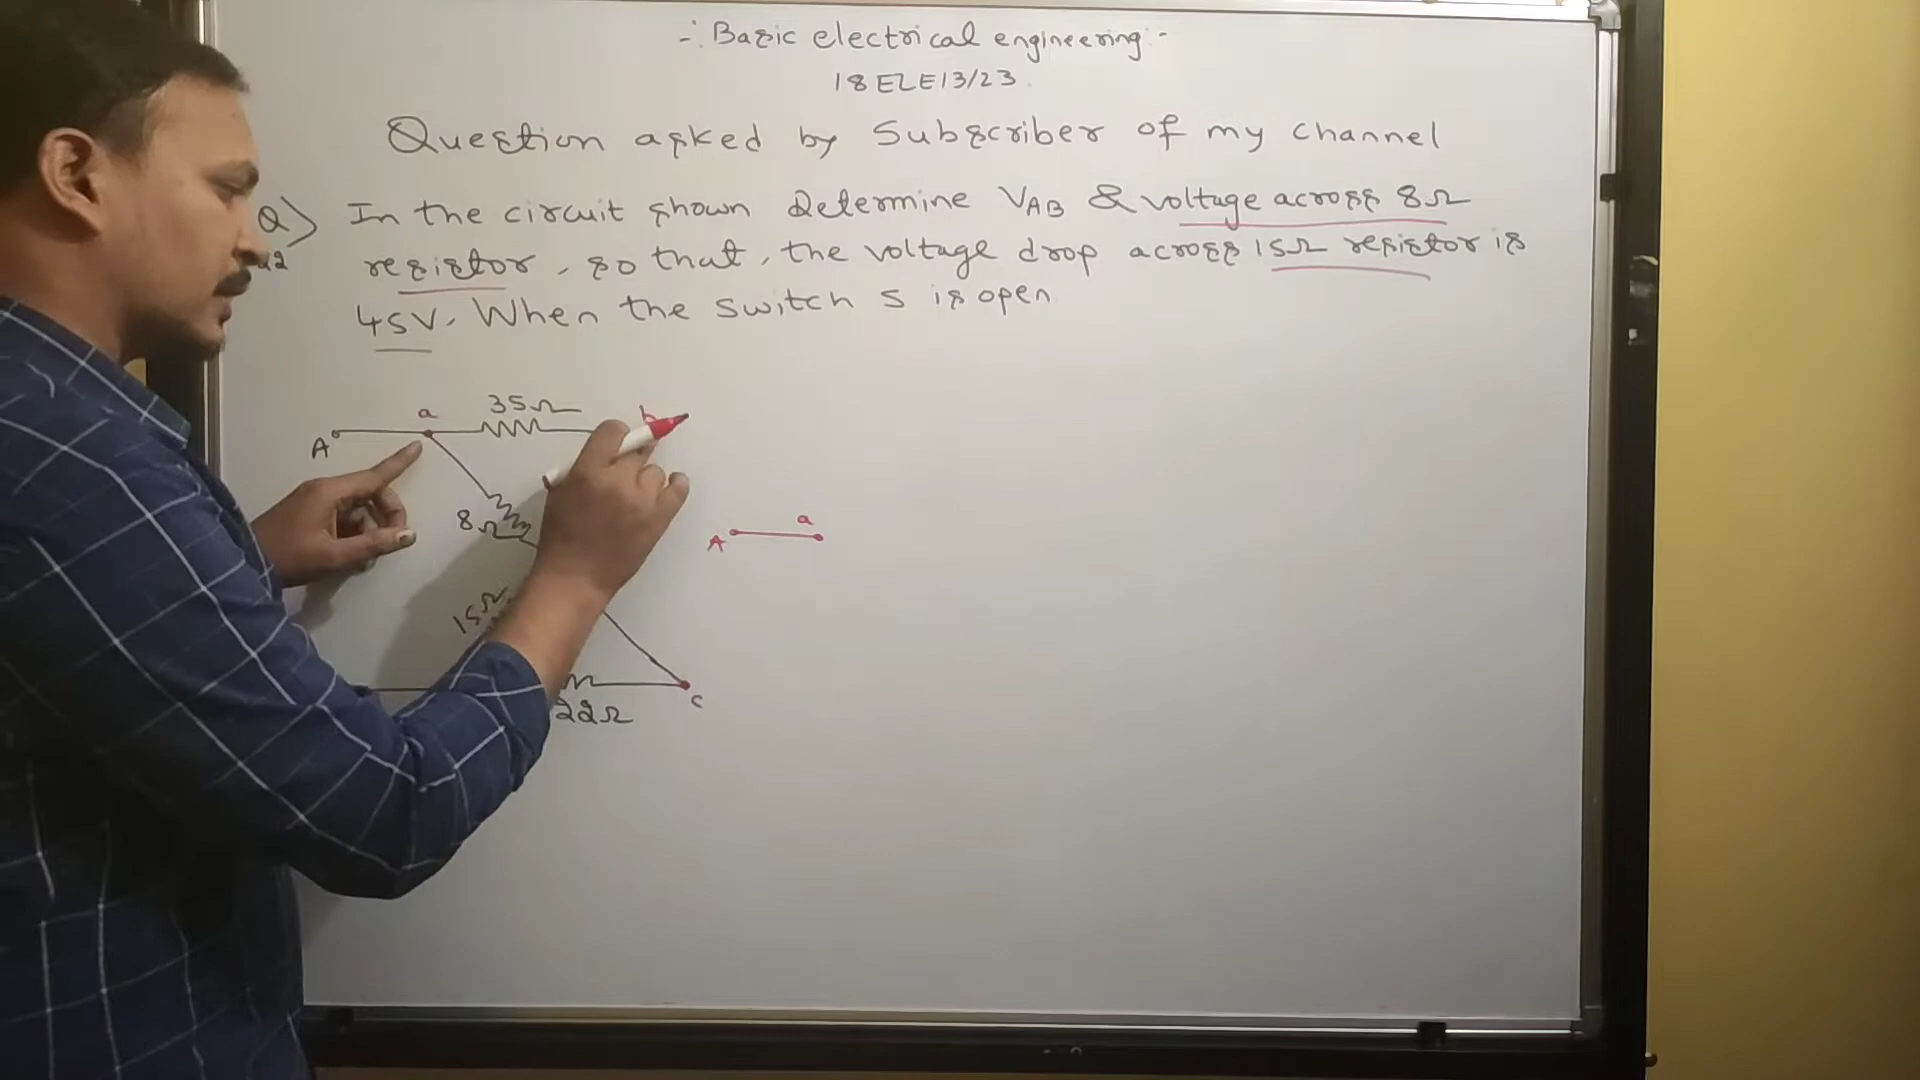 -: Basic electrical engineering:-
18ELE13/23.
Question asked by Subscriber of my channel
Q) In the circuit shown Determine VAB & voltage across 8Ω
resistor, so that, the voltage drop across 15Ω resistor is
45V. When the switch S is open
a
35Ω
b
A
8Ω
A
a
15Ω
22Ω
c